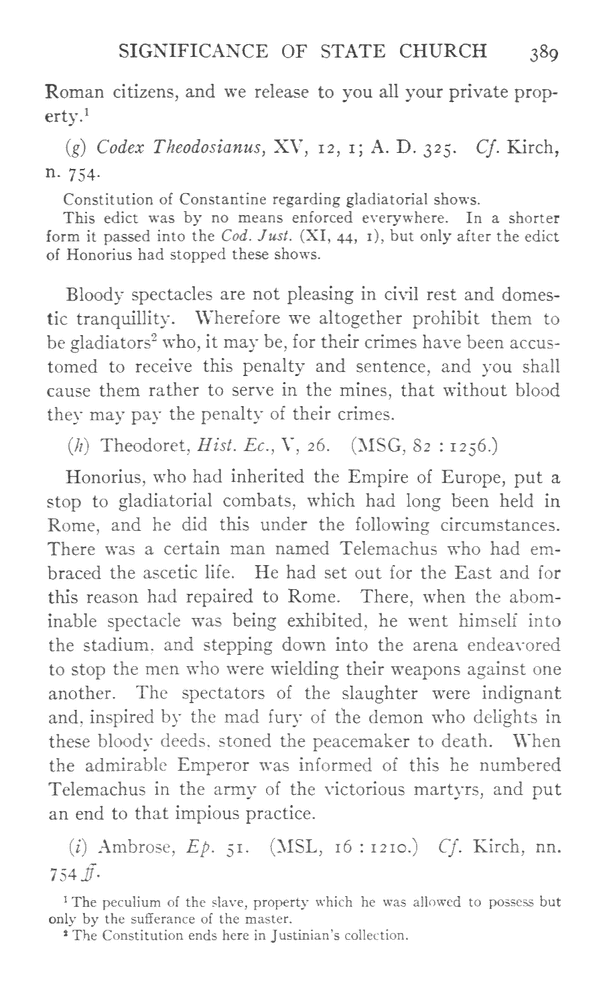 SIGNIFICANCE OF STATE CHURCH 389
Roman citizens, and we release to you all your private prop-
erty.¹
(g) Codex Theodosianus, XV, 12, 1; A. D. 325. Cf. Kirch,
n. 754.
Constitution of Constantine regarding gladiatorial shows.
This edict was by no means enforced everywhere. In a shorter
form it passed into the Cod. Just. (XI, 44, 1), but only after the edict
of Honorius had stopped these shows.
Bloody spectacles are not pleasing in civil rest and domes-
tic tranquillity. Wherefore we altogether prohibit them to
be gladiators² who, it may be, for their crimes have been accus-
tomed to receive this penalty and sentence, and you shall
cause them rather to serve in the mines, that without blood
they may pay the penalty of their crimes.
(h) Theodoret, Hist. Ec., V, 26. (MSG, 82 : 1256.)
Honorius, who had inherited the Empire of Europe, put a
stop to gladiatorial combats, which had long been held in
Rome, and he did this under the following circumstances.
There was a certain man named Telemachus who had em-
braced the ascetic life. He had set out for the East and for
this reason had repaired to Rome. There, when the abom-
inable spectacle was being exhibited, he went himself into
the stadium, and stepping down into the arena endeavored
to stop the men who were wielding their weapons against one
another. The spectators of the slaughter were indignant
and, inspired by the mad fury of the demon who delights in
these bloody deeds, stoned the peacemaker to death. When
the admirable Emperor was informed of this he numbered
Telemachus in the army of the victorious martyrs, and put
an end to that impious practice.
(i) Ambrose, Ep. 51. (MSL, 16 : 1210.) Cf. Kirch, nn.
754 ff.
¹ The peculium of the slave, property which he was allowed to possess but
only by the sufferance of the master.
² The Constitution ends here in Justinian's collection.